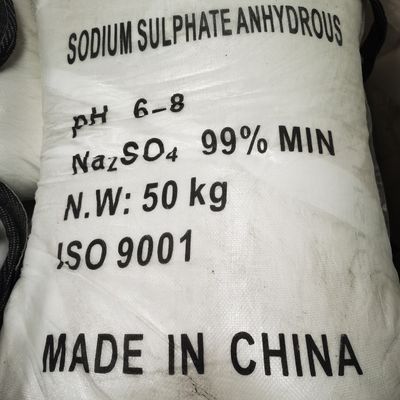 SODIUM SULPHATE ANHYDROUS
pH 6-8
Na₂SO₄ 99% MIN
N.W: 50 kg
ISO 9001
MADE IN CHINA